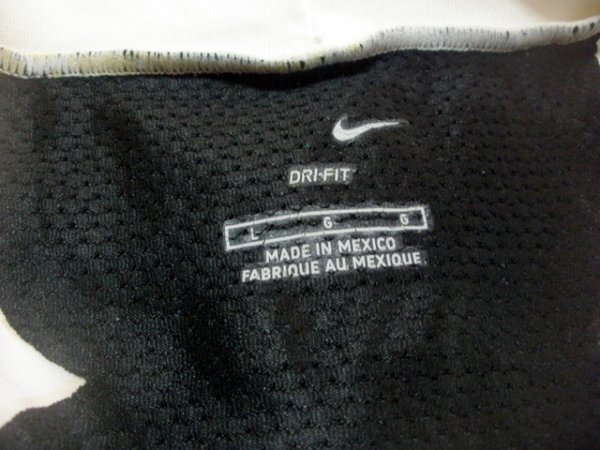 DRI-FIT
L G G
MADE IN MEXICO
FABRIQUE AU MEXIQUE